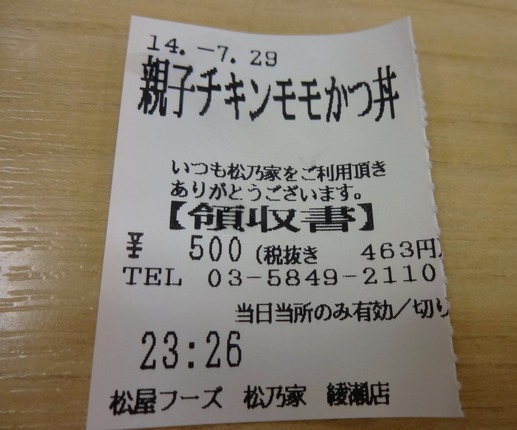 14.-7.29
親子チキンモモかつ丼
いつも松乃家をご利用頂き
ありがとうございます。
【領収書】
¥ 500 (税抜き 463円)
TEL 03-5849-2110
当日当所のみ有効/切り
23:26
松屋フーズ 松乃家 綾瀬店